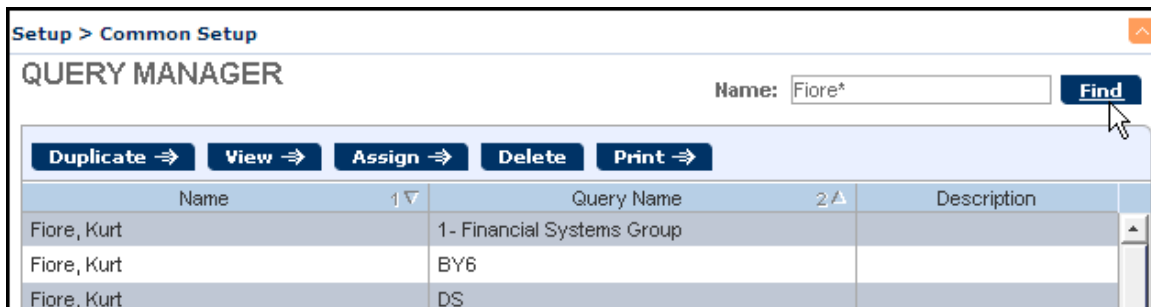 Setup > Common Setup
QUERY MANAGER
Name: Fiore* Find
Duplicate View Assign Delete Print
Name 1 Query Name 2 Description
Fiore, Kurt 1- Financial Systems Group
Fiore, Kurt BY6
Fiore, Kurt DS